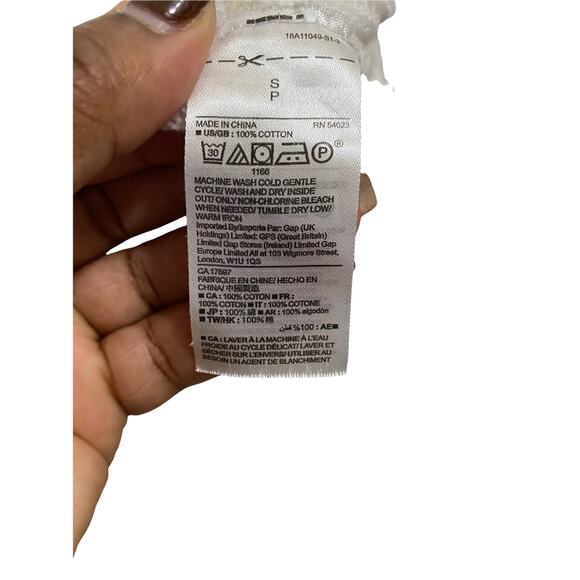 18A11049-S1-3
S
P
MADE IN CHINA RN 54023
■ US/GB : 100% COTTON
30 P ®
1166
MACHINE WASH COLD GENTLE
CYCLE/ WASH AND DRY INSIDE
OUT/ ONLY NON-CHLORINE BLEACH
WHEN NEEDED/ TUMBLE DRY LOW/
WARM IRON
Imported By/Importe Par: Gap (UK
Holdings) Limited: GPS (Great Britain)
Limited Gap Stores (Ireland) Limited Gap
Europe Limited All at 103 Wigmore Street,
London, W1U 1QS
CA 17897
FABRIQUE EN CHINE/ HECHO EN
CHINA/ 中國製造
■ CA : 100% COTON ■ FR :
100% COTON ■ IT : 100% COTONE
■ JP : 100% 綿 ■ AR : 100% algodón
■ TW/HK : 100% 棉
■ AE: 100% قطن
■ CA : LAVER À LA MACHINE À L'EAU
FROIDE AU CYCLE DÉLICAT/ LAVER ET
SÉCHER SUR L'ENVERS/ UTILISER AU
BESOIN UN AGENT DE BLANCHIMENT